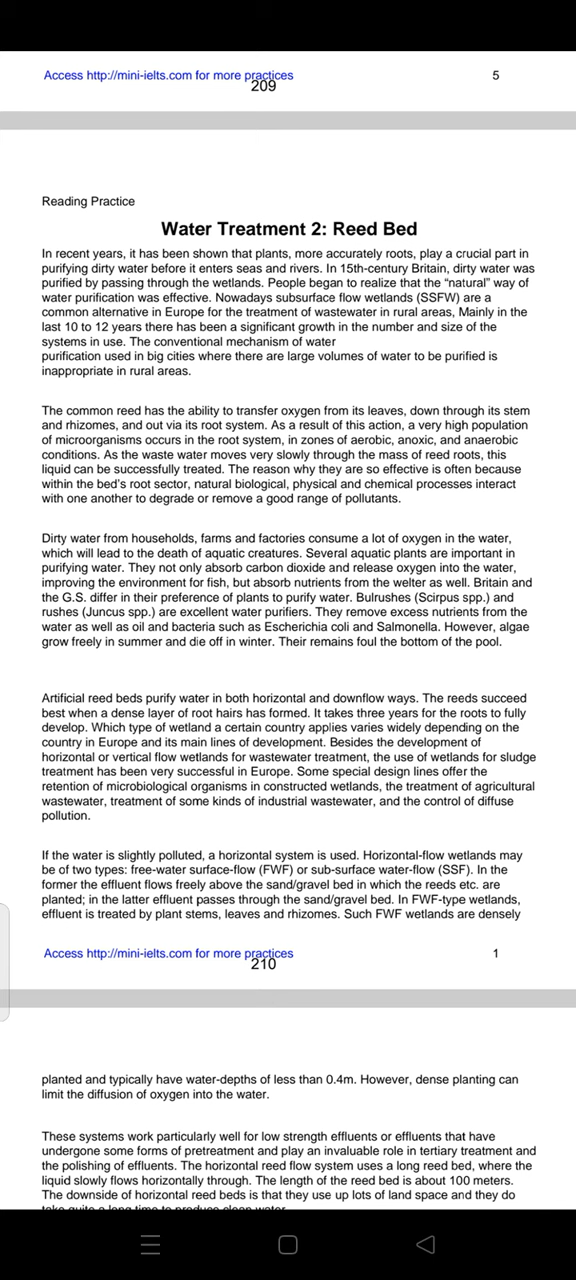 Access http://mini-ielts.com for more practices
5
209
Reading Practice
Water Treatment 2: Reed Bed
In recent years, it has been shown that plants, more accurately roots, play a crucial part in
purifying dirty water before it enters seas and rivers. In 15th-century Britain, dirty water was
purified by passing through the wetlands. People began to realize that the “natural” way of
water purification was effective. Nowadays subsurface flow wetlands (SSFW) are a
common alternative in Europe for the treatment of wastewater in rural areas, Mainly in the
last 10 to 12 years there has been a significant growth in the number and size of the
systems in use. The conventional mechanism of water
purification used in big cities where there are large volumes of water to be purified is
inappropriate in rural areas.
The common reed has the ability to transfer oxygen from its leaves, down through its stem
and rhizomes, and out via its root system. As a result of this action, a very high population
of microorganisms occurs in the root system, in zones of aerobic, anoxic, and anaerobic
conditions. As the waste water moves very slowly through the mass of reed roots, this
liquid can be successfully treated. The reason why they are so effective is often because
within the bed’s root sector, natural biological, physical and chemical processes interact
with one another to degrade or remove a good range of pollutants.
Dirty water from households, farms and factories consume a lot of oxygen in the water,
which will lead to the death of aquatic creatures. Several aquatic plants are important in
purifying water. They not only absorb carbon dioxide and release oxygen into the water,
improving the environment for fish, but absorb nutrients from the welter as well. Britain and
the G.S. differ in their preference of plants to purify water. Bulrushes (Scirpus spp.) and
rushes (Juncus spp.) are excellent water purifiers. They remove excess nutrients from the
water as well as oil and bacteria such as Escherichia coli and Salmonella. However, algae
grow freely in summer and die off in winter. Their remains foul the bottom of the pool.
Artificial reed beds purify water in both horizontal and downflow ways. The reeds succeed
best when a dense layer of root hairs has formed. It takes three years for the roots to fully
develop. Which type of wetland a certain country applies varies widely depending on the
country in Europe and its main lines of development. Besides the development of
horizontal or vertical flow wetlands for wastewater treatment, the use of wetlands for sludge
treatment has been very successful in Europe. Some special design lines offer the
retention of microbiological organisms in constructed wetlands, the treatment of agricultural
wastewater, treatment of some kinds of industrial wastewater, and the control of diffuse
pollution.
If the water is slightly polluted, a horizontal system is used. Horizontal-flow wetlands may
be of two types: free-water surface-flow (FWF) or sub-surface water-flow (SSF). In the
former the effluent flows freely above the sand/gravel bed in which the reeds etc. are
planted; in the latter effluent passes through the sand/gravel bed. In FWF-type wetlands,
effluent is treated by plant stems, leaves and rhizomes. Such FWF wetlands are densely
Access http://mini-ielts.com for more practices
1
210
planted and typically have water-depths of less than 0.4m. However, dense planting can
limit the diffusion of oxygen into the water.
These systems work particularly well for low strength effluents or effluents that have
undergone some forms of pretreatment and play an invaluable role in tertiary treatment and
the polishing of effluents. The horizontal reed flow system uses a long reed bed, where the
liquid slowly flows horizontally through. The length of the reed bed is about 100 meters.
The downside of horizontal reed beds is that they use up lots of land space and they do
take quite a long time to produce clean water.